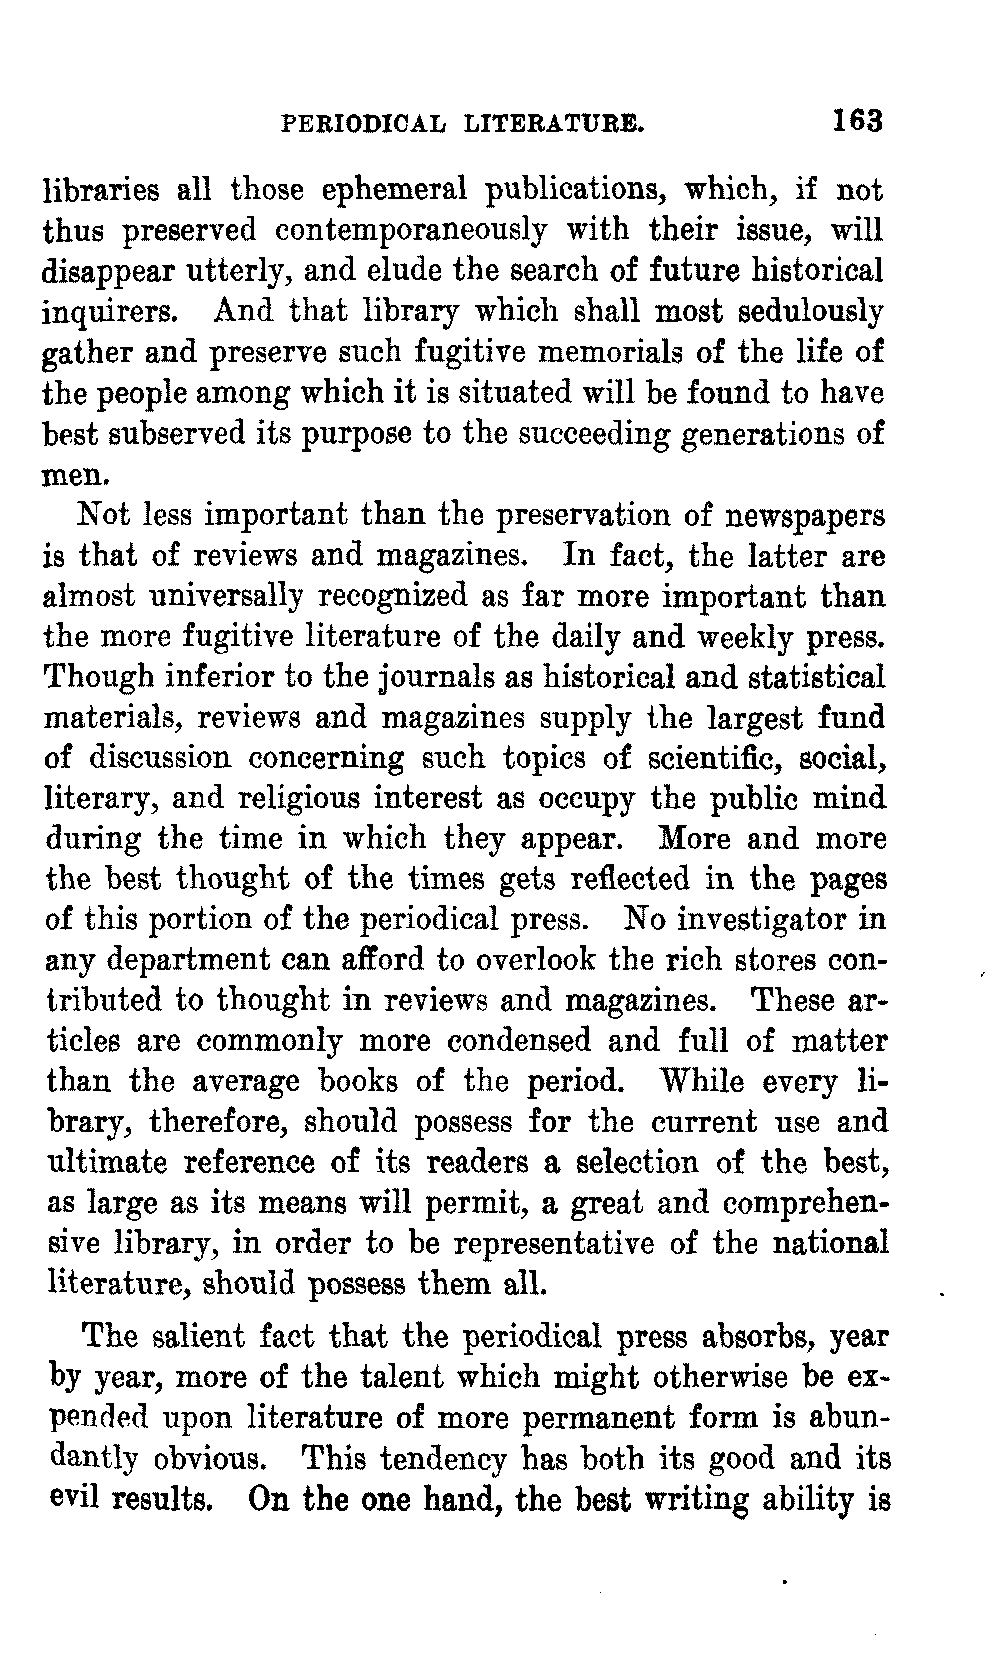 PERIODICAL LITERATURE. 163
libraries all those ephemeral publications, which, if not
thus preserved contemporaneously with their issue, will
disappear utterly, and elude the search of future historical
inquirers. And that library which shall most sedulously
gather and preserve such fugitive memorials of the life of
the people among which it is situated will be found to have
best subserved its purpose to the succeeding generations of
men.
Not less important than the preservation of newspapers
is that of reviews and magazines. In fact, the latter are
almost universally recognized as far more important than
the more fugitive literature of the daily and weekly press.
Though inferior to the journals as historical and statistical
materials, reviews and magazines supply the largest fund
of discussion concerning such topics of scientific, social,
literary, and religious interest as occupy the public mind
during the time in which they appear. More and more
the best thought of the times gets reflected in the pages
of this portion of the periodical press. No investigator in
any department can afford to overlook the rich stores con-
tributed to thought in reviews and magazines. These ar-
ticles are commonly more condensed and full of matter
than the average books of the period. While every li-
brary, therefore, should possess for the current use and
ultimate reference of its readers a selection of the best,
as large as its means will permit, a great and comprehen-
sive library, in order to be representative of the national
literature, should possess them all.
The salient fact that the periodical press absorbs, year
by year, more of the talent which might otherwise be ex-
pended upon literature of more permanent form is abun-
dantly obvious. This tendency has both its good and its
evil results. On the one hand, the best writing ability is